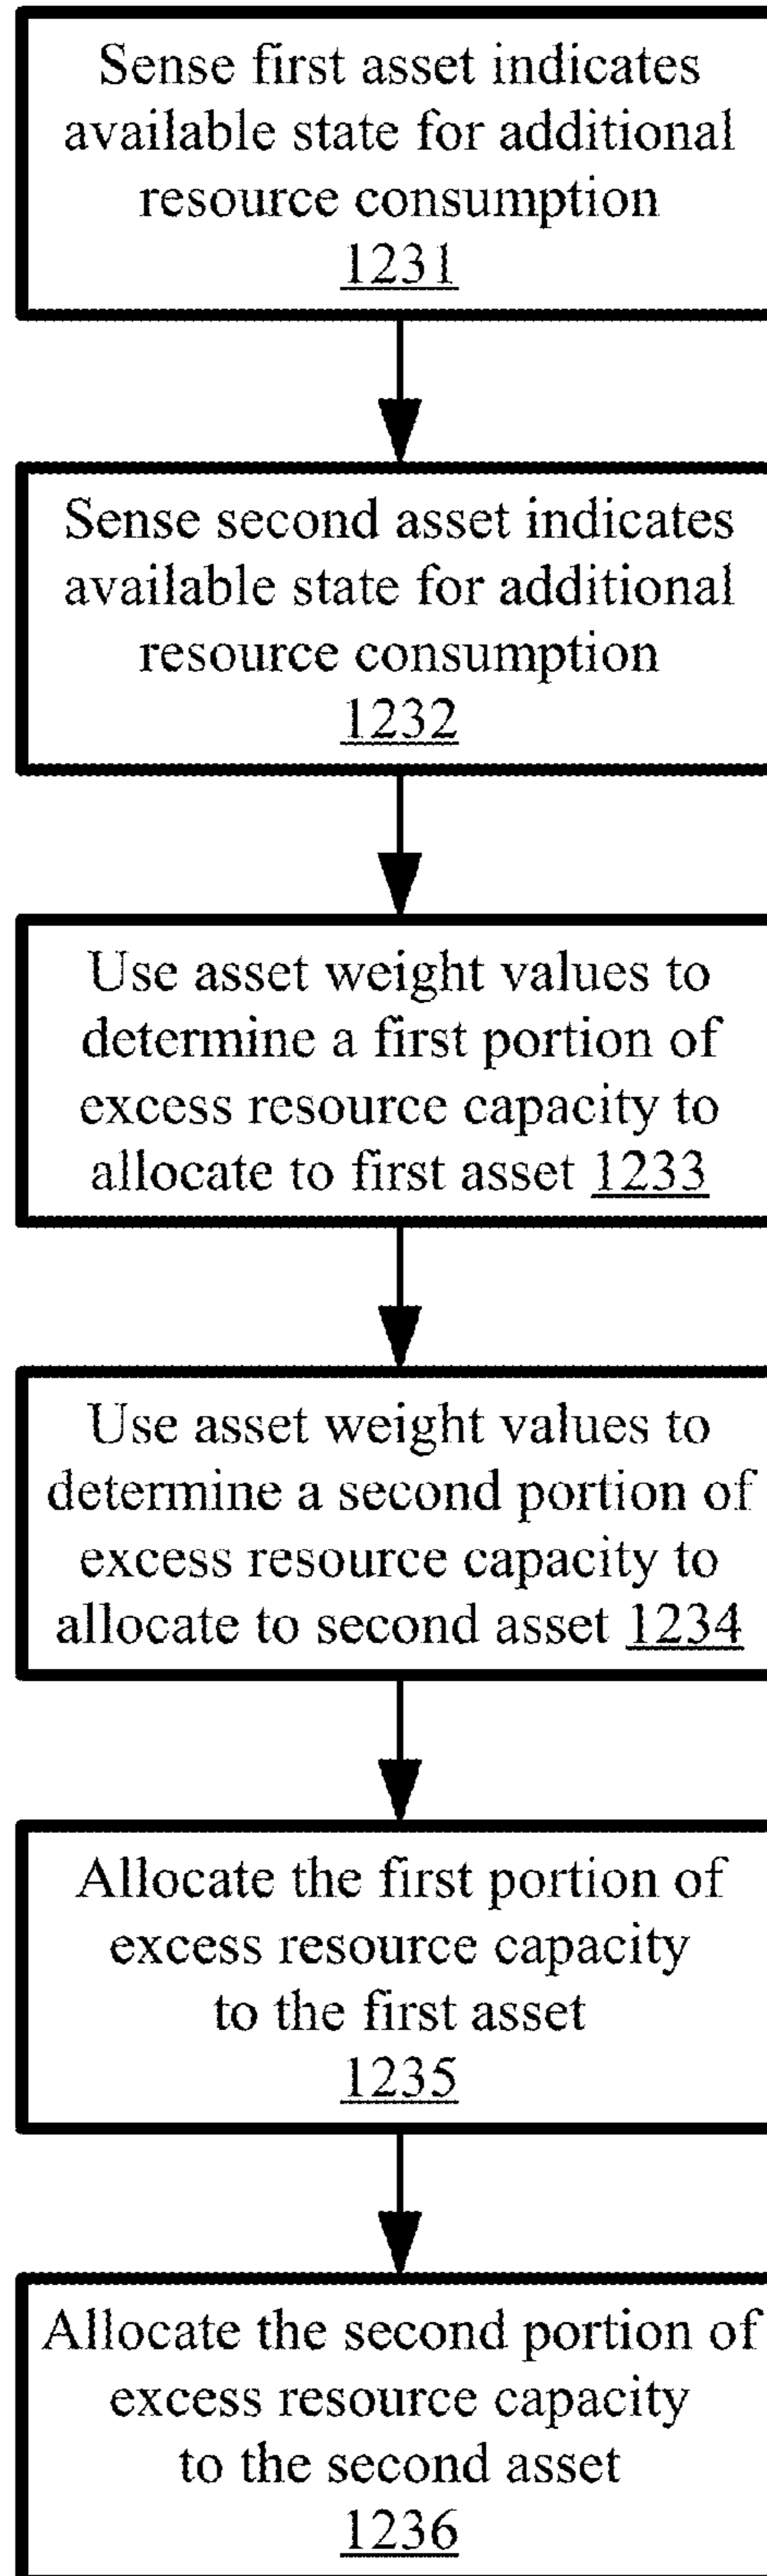 Sense first asset indicates
available state for additional
resource consumption
1231
Sense second asset indicates
available state for additional
resource consumption
1232
Use asset weight values to
determine a first portion of
excess resource capacity to
allocate to first asset 1233
Use asset weight values to
determine a second portion of
excess resource capacity to
allocate to second asset 1234
Allocate the first portion of
excess resource capacity
to the first asset
1235
Allocate the second portion of
excess resource capacity
to the second asset
1236